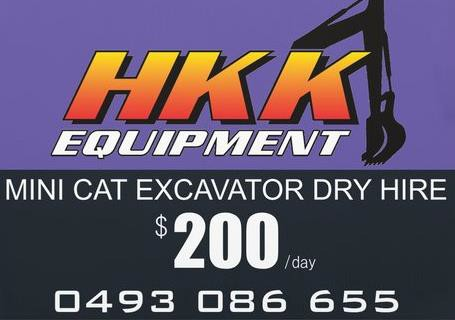 HKK
EQUIPMENT
MINI CAT EXCAVATOR DRY HIRE
$200 /day
0493 086 655